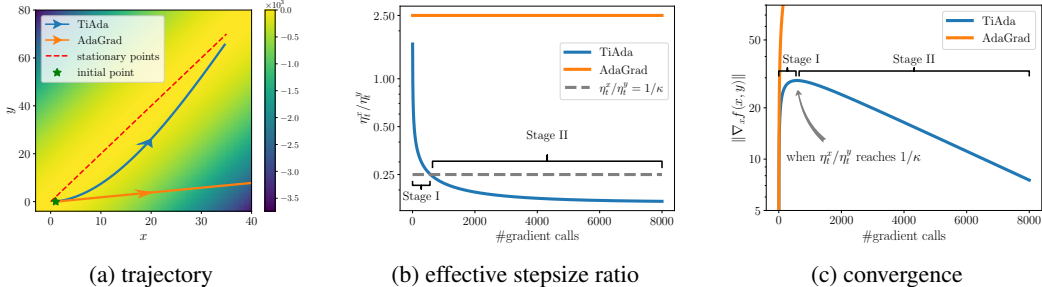 ×10³
TiAda
AdaGrad
stationary points
initial point
80
60
40
20
0
0
20
40
x
y
−0.0
−0.5
−1.0
−1.5
−2.0
−2.5
−3.0
−3.5
(a) trajectory
2.50
1.00
0.50
0.25
TiAda
AdaGrad
η_t^x/η_t^y = 1/κ
Stage II
Stage I
η_t^x/η_t^y
0
2000
4000
6000
8000
#gradient calls
(b) effective stepsize ratio
TiAda
AdaGrad
Stage I
Stage II
when η_t^x/η_t^y reaches 1/κ
‖∇ₓf(x, y)‖
20
10
5
0
2000
4000
6000
8000
#gradient calls
(c) convergence